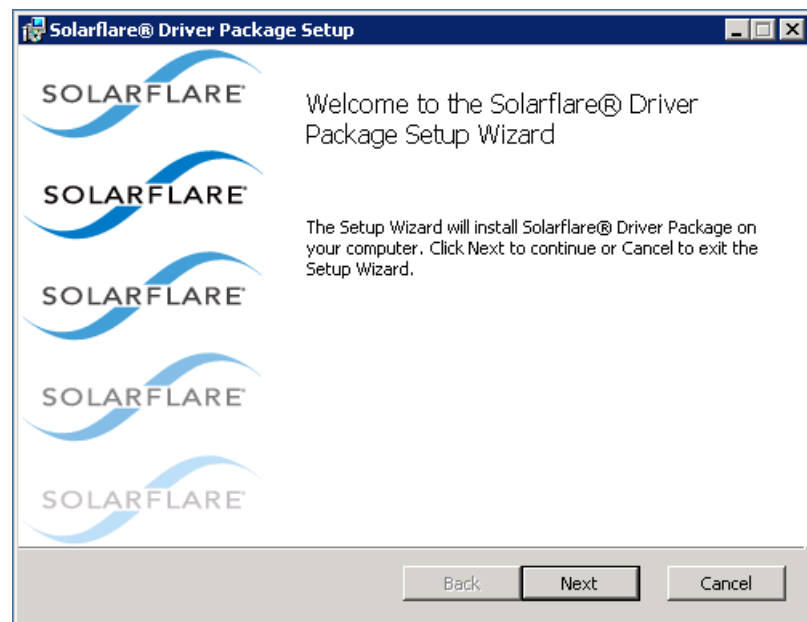 Solarflare® Driver Package Setup
SOLARFLARE®
SOLARFLARE®
SOLARFLARE®
SOLARFLARE®
SOLARFLARE®
Welcome to the Solarflare® Driver
Package Setup Wizard
The Setup Wizard will install Solarflare® Driver Package on
your computer. Click Next to continue or Cancel to exit the
Setup Wizard.
Back
Next
Cancel